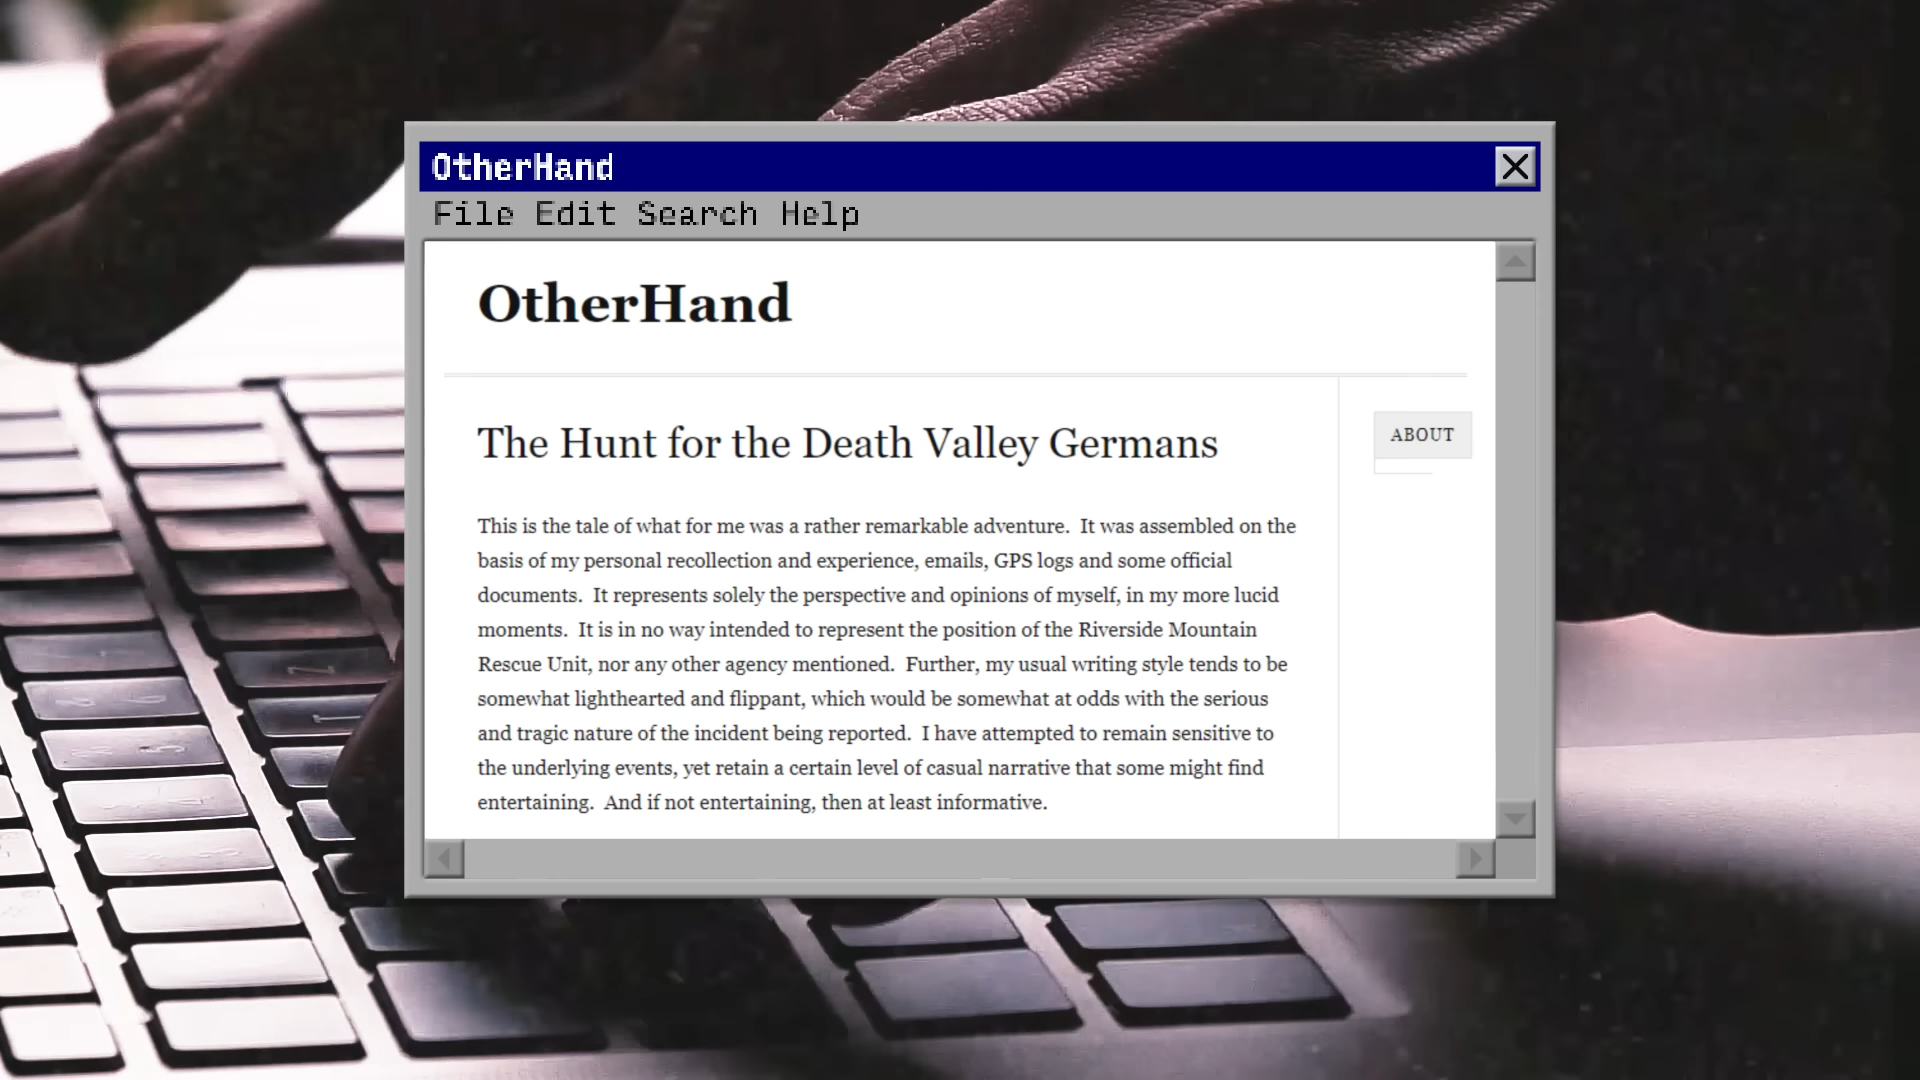 OtherHand
File Edit Search Help
OtherHand
The Hunt for the Death Valley Germans
ABOUT
This is the tale of what for me was a rather remarkable adventure.  It was assembled on the
basis of my personal recollection and experience, emails, GPS logs and some official
documents.  It represents solely the perspective and opinions of myself, in my more lucid
moments.  It is in no way intended to represent the position of the Riverside Mountain
Rescue Unit, nor any other agency mentioned.  Further, my usual writing style tends to be
somewhat lighthearted and flippant, which would be somewhat at odds with the serious
and tragic nature of the incident being reported.  I have attempted to remain sensitive to
the underlying events, yet retain a certain level of casual narrative that some might find
entertaining.  And if not entertaining, then at least informative.